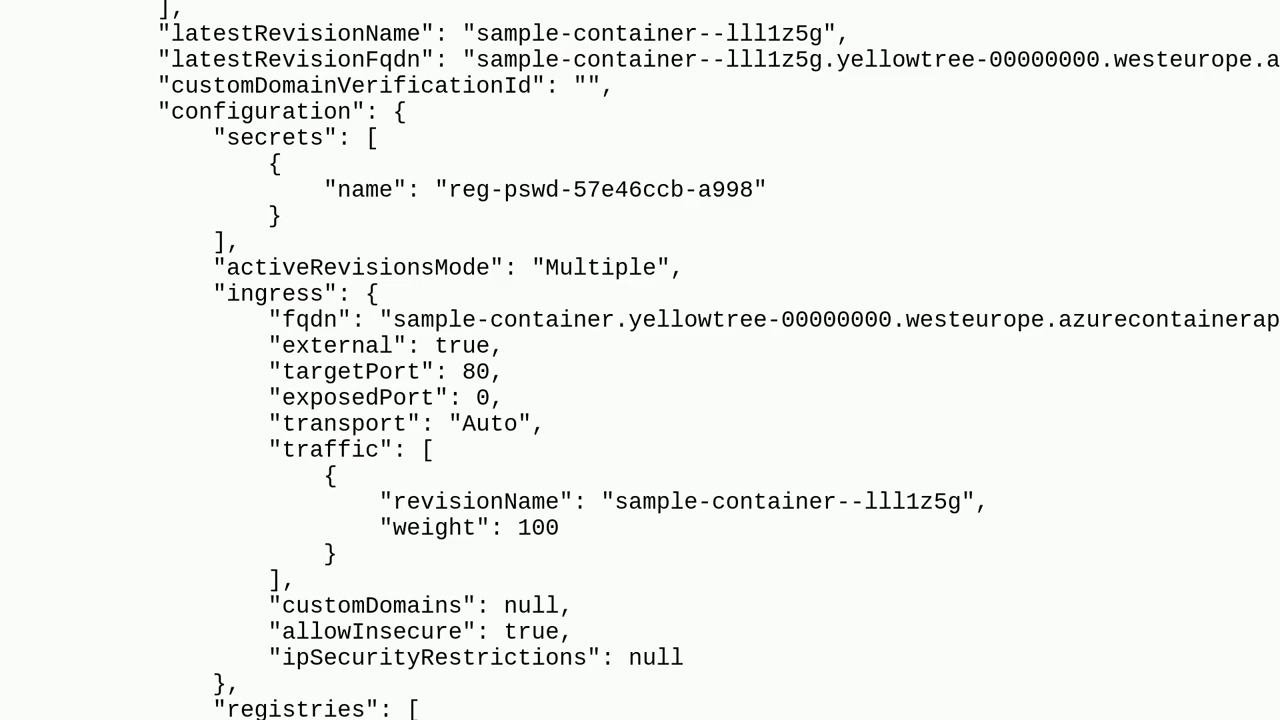 ],
"latestRevisionName": "sample-container--lll1z5g",
"latestRevisionFqdn": "sample-container--lll1z5g.yellowtree-00000000.westeurope.a
"customDomainVerificationId": "",
"configuration": {
"secrets": [
{
"name": "reg-pswd-57e46ccb-a998"
}
],
"activeRevisionsMode": "Multiple",
"ingress": {
"fqdn": "sample-container.yellowtree-00000000.westeurope.azurecontainerap
"external": true,
"targetPort": 80,
"exposedPort": 0,
"transport": "Auto",
"traffic": [
{
"revisionName": "sample-container--lll1z5g",
"weight": 100
}
],
"customDomains": null,
"allowInsecure": true,
"ipSecurityRestrictions": null
},
"registries": [